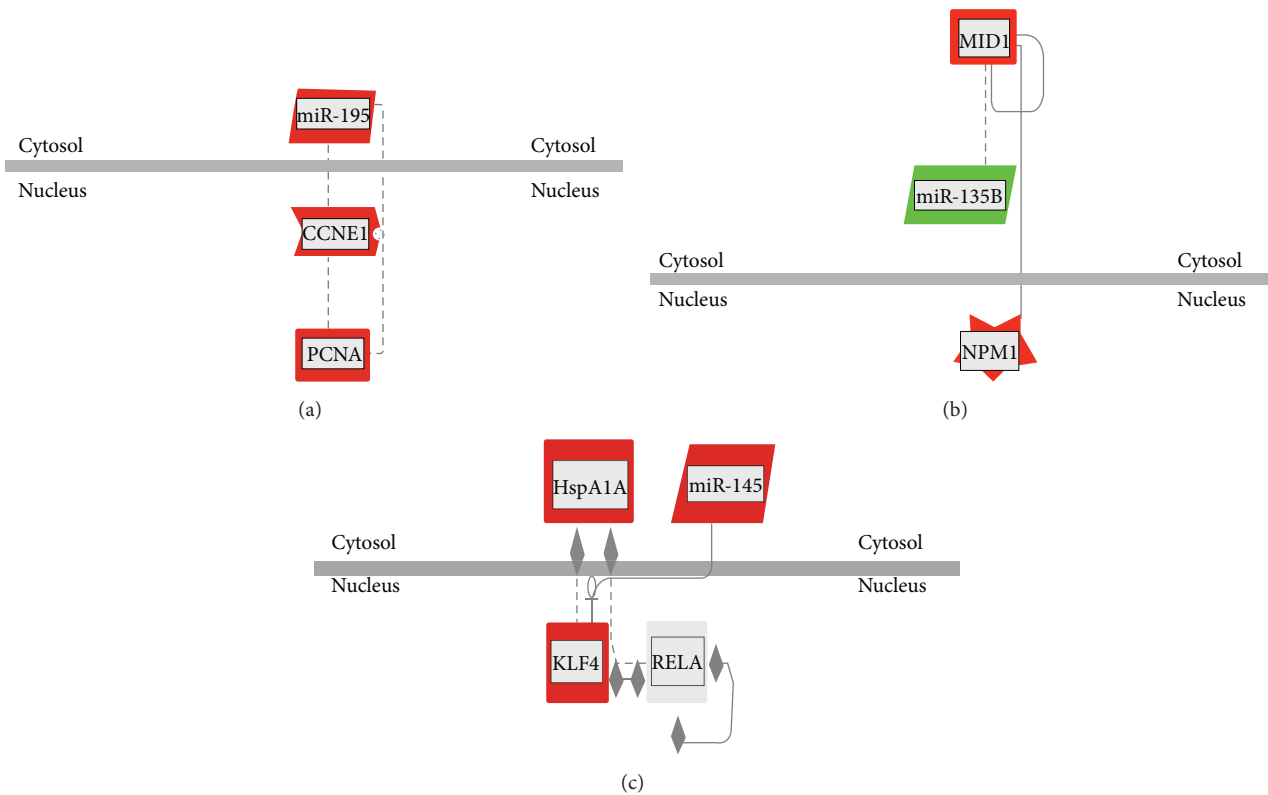 miR-195
Cytosol
Cytosol
Nucleus
Nucleus
CCNE1
PCNA
(a)
MID1
miR-135B
Cytosol
Cytosol
Nucleus
Nucleus
NPM1
(b)
HspA1A
miR-145
Cytosol
Cytosol
Nucleus
Nucleus
KLF4
RELA
(c)